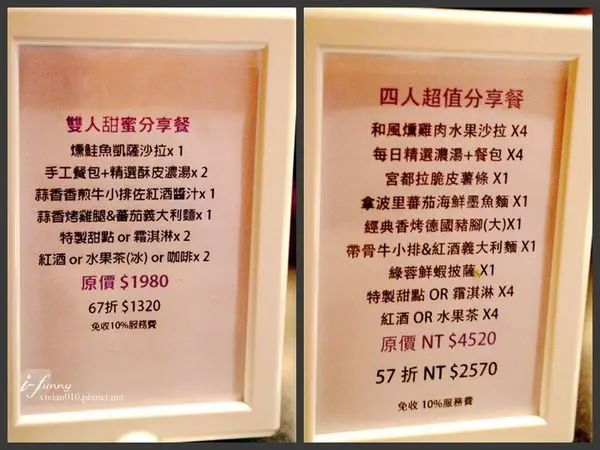 雙人甜蜜分享餐
燻鮭魚凱薩沙拉x 1
手工餐包+精選酥皮濃湯x 2
蒜香香煎牛小排佐紅酒醬汁x 1
蒜香烤雞腿&蕃茄義大利麵x 1
特製甜點 or 霜淇淋x 2
紅酒 or 水果茶(冰) or 咖啡x 2
原價 $1980
67折 $1320
免收10%服務費
i-funny
vivian010.pixnet.net
四人超值分享餐
和風燻雞肉水果沙拉 X4
每日精選濃湯+餐包 X4
宮都拉脆皮薯條 X1
拿波里蕃茄海鮮墨魚麵 X1
經典香烤德國豬腳(大)X1
帶骨牛小排&紅酒義大利麵 X1
綠蓉鮮蝦披薩 X1
特製甜點 OR 霜淇淋 X4
紅酒 OR 水果茶 X4
原價 NT $4520
57 折 NT $2570
免收 10%服務費